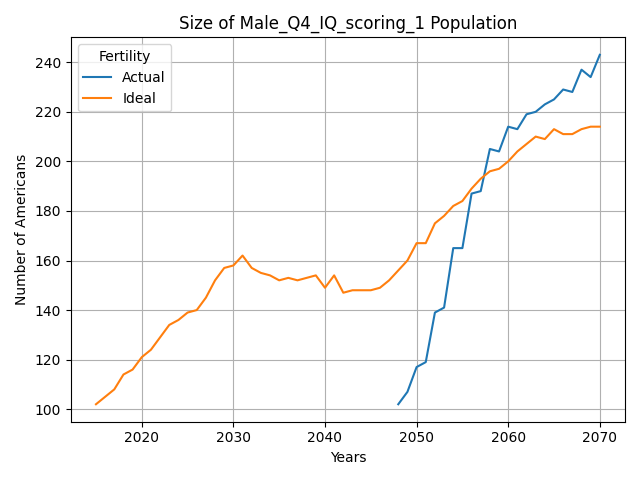 Size of Male_Q4_IQ_scoring_1 Population
Fertility
Actual
Ideal
Number of Americans
240
220
200
180
160
140
120
100
2020
2030
2040
2050
2060
2070
Years